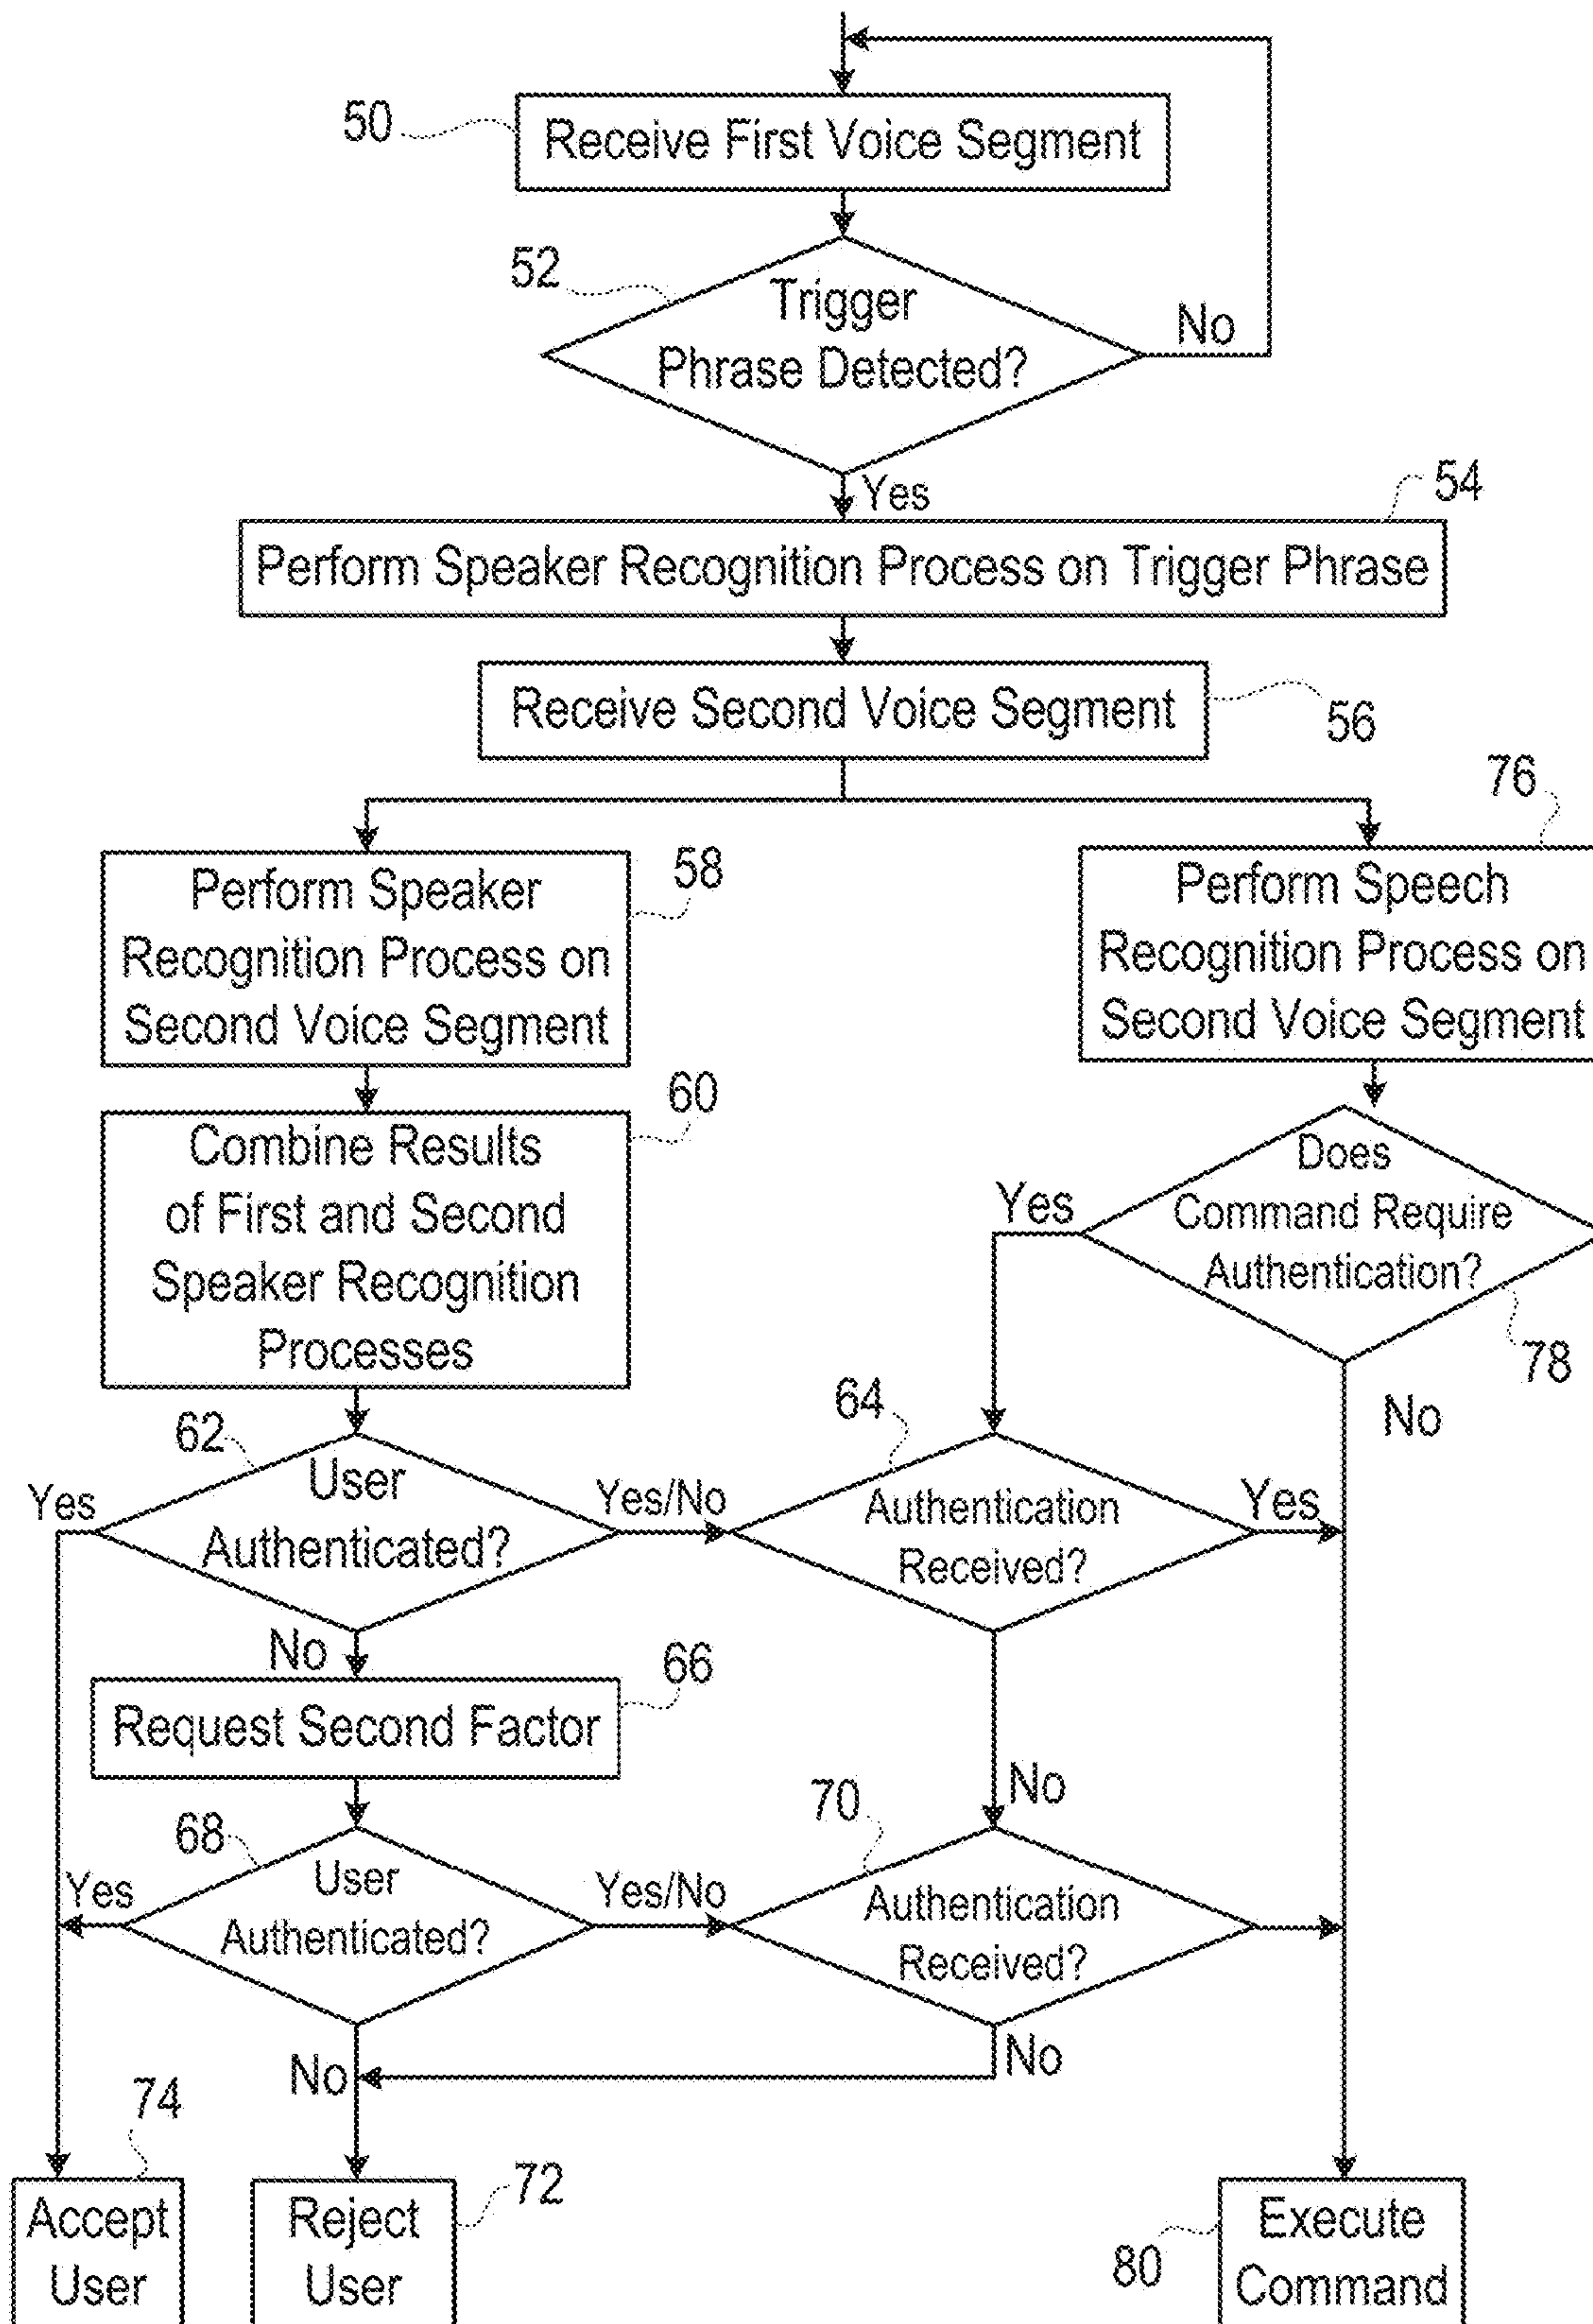 50
Receive First Voice Segment
52
Trigger
Phrase Detected?
No
Yes
54
Perform Speaker Recognition Process on Trigger Phrase
Receive Second Voice Segment
56
76
58
Perform Speaker
Recognition Process on
Second Voice Segment
Perform Speech
Recognition Process on
Second Voice Segment
60
Combine Results
of First and Second
Speaker Recognition
Processes
Does
Command Require
Authentication?
Yes
78
No
62
User
Authenticated?
Yes
Yes/No
64
Authentication
Received?
Yes
No
66
Request Second Factor
No
68
User
Authenticated?
Yes
Yes/No
70
Authentication
Received?
No
No
74
Accept
User
72
Reject
User
80
Execute
Command